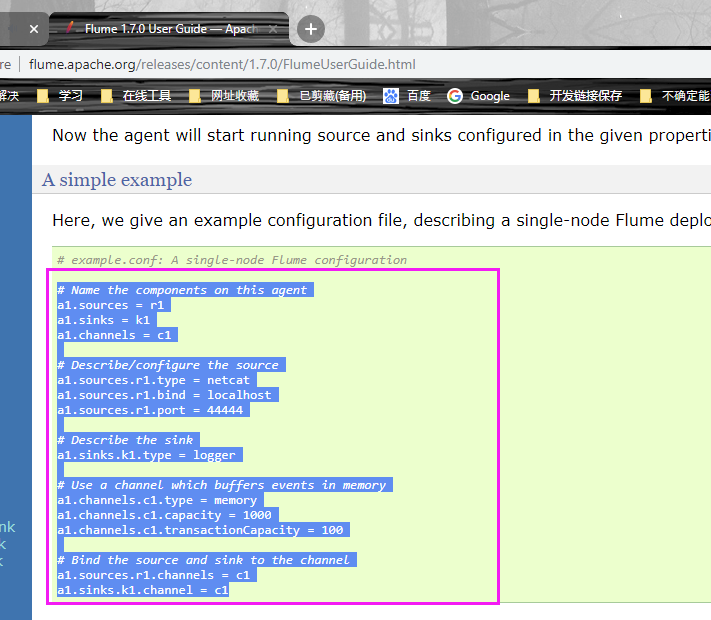 Flume 1.7.0 User Guide — Apach
flume.apache.org/releases/content/1.7.0/FlumeUserGuide.html
解决 学习 在线工具 网址收藏 已剪藏(备用) 百度 Google 开发链接保存 不确定能
Now the agent will start running source and sinks configured in the given properti
A simple example
Here, we give an example configuration file, describing a single-node Flume deplo
# example.conf: A single-node Flume configuration
# Name the components on this agent
a1.sources = r1
a1.sinks = k1
a1.channels = c1
# Describe/configure the source
a1.sources.r1.type = netcat
a1.sources.r1.bind = localhost
a1.sources.r1.port = 44444
# Describe the sink
a1.sinks.k1.type = logger
# Use a channel which buffers events in memory
a1.channels.c1.type = memory
a1.channels.c1.capacity = 1000
a1.channels.c1.transactionCapacity = 100
# Bind the source and sink to the channel
a1.sources.r1.channels = c1
a1.sinks.k1.channel = c1